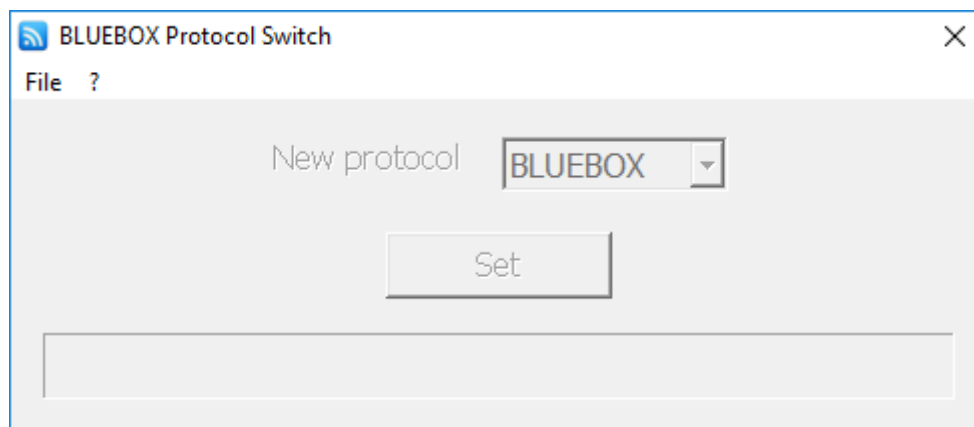 BLUEBOX Protocol Switch
File ?
New protocol BLUEBOX
Set